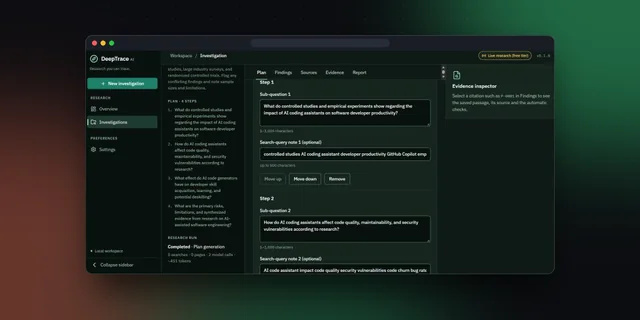 DeepTrace AI
Research you can trace.
+ New investigation
RESEARCH
Overview
Investigations
PREFERENCES
Settings
Local workspace
Collapse sidebar
Workspace / Investigation
Live research (free tier)
studies, large industry surveys, and
randomized controlled trials. Flag any
conflicting findings and note sample
sizes and limitations.
PLAN · 4 STEPS
1. What do controlled studies and
empirical experiments show
regarding the impact of AI coding
assistants on software developer
productivity?
2. How do AI coding assistants
affect code quality,
maintainability, and security
vulnerabilities according to
research?
3. What effect do AI code generators
have on developer skill
acquisition, learning, and
potential deskilling?
4. What are the privacy risks,
limitations, and synthesized
evidence from research on AI-
assisted software engineering?
RESEARCH RUN
Completed · Plan generation
0 searches · 0 pages · 2 model calls ·
Plan
Findings
Sources
Evidence
Report
Step 1
Sub-question 1
What do controlled studies and empirical experiments show regarding the
impact of AI coding assistants on software developer productivity?
Search-query note 1 (optional)
controlled studies AI coding assistant developer productivity GitHub Copilot emp
Move up
Move down
Remove
Step 2
Sub-question 2
How do AI coding assistants affect code quality, maintainability, and security
vulnerabilities according to research?
Search-query note 2 (optional)
AI code assistant impact code quality security vulnerabilities code churn bug rates
Evidence inspector
Select a citation such as
in Findings to see
the saved passage, its source and the automatic
checks.